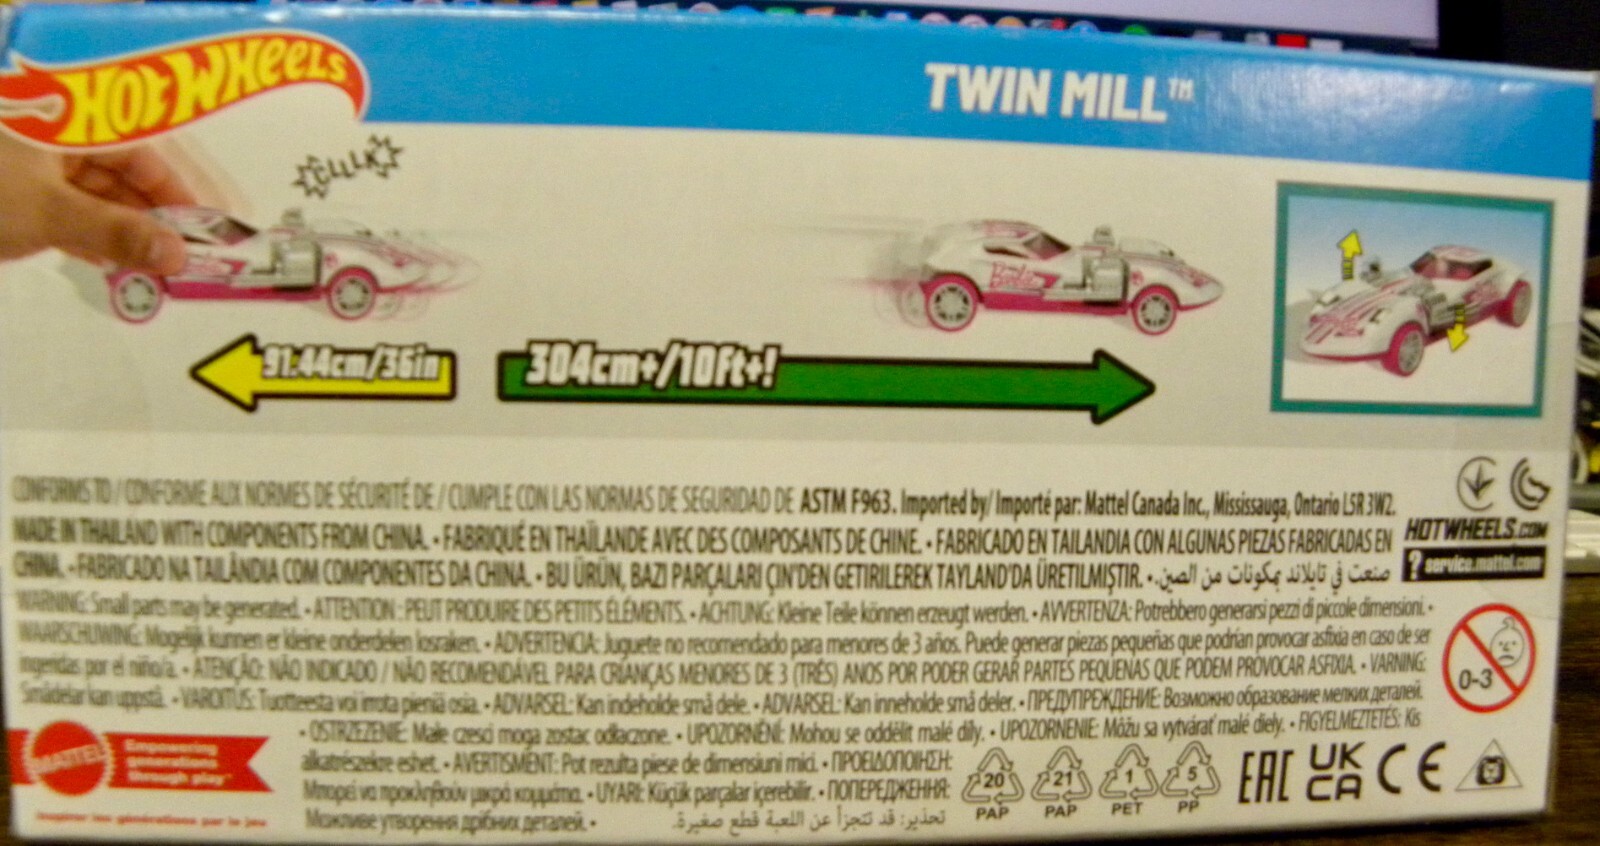 HOT WHEELS
TWIN MILL™
CLLLK
Barbie
91.44cm/36in
304cm+/10ft+!
CONFORMS TO / CONFORME AUX NORMES DE SÉCURITÉ DE / CUMPLE CON LAS NORMAS DE SEGURIDAD DE ASTM F963. Imported by/ Importé par: Mattel Canada Inc., Mississauga, Ontario L5R 3W2.
MADE IN THAILAND WITH COMPONENTS FROM CHINA. • FABRIQUÉ EN THAÏLANDE AVEC DES COMPOSANTS DE CHINE. • FABRICADO EN TAILANDIA CON ALGUNAS PIEZAS FABRICADAS EN
CHINA. • FABRICADO NA TAILÂNDIA COM COMPONENTES DA CHINA. • BU ÜRÜN, BAZI PARÇALARI ÇIN'DEN GETIRILEREK TAYLAND'DA ÜRETILMIŞTIR. • صنعت في تايلاند بمكونات من الصين.
HOTWHEELS.COM
? service.mattel.com
WARNING: Small parts may be generated. • ATTENTION : PEUT PRODUIRE DES PETITS ÉLÉMENTS. • ACHTUNG: Kleine Teile können erzeugt werden. • AVVERTENZA: Potrebbero generarsi pezzi di piccole dimensioni. •
WAARSCHUWING: Mogelijk kunnen er kleine onderdelen losraken. • ADVERTENCIA: Juguete no recomendado para menores de 3 años. Puede generar piezas pequeñas que podrían provocar asfixia en caso de ser
ingeridas por el niño/a. • ATENÇÃO: NÃO INDICADO / NÃO RECOMENDÁVEL PARA CRIANÇAS MENORES DE 3 (TRÊS) ANOS POR PODER GERAR PARTES PEQUENAS QUE PODEM PROVOCAR ASFIXIA. • VARNING:
Smådelar kan uppstå. • VAROITUS: Tuotteesta voi irrota pieniä osia. • ADVARSEL: Kan indeholde små dele. • ADVARSEL: Kan inneholde små deler. • ПРЕДУПРЕЖДЕНИЕ: Возможно образование мелких деталей.
• OSTRZEŻENIE: Małe części mogą zostać odłączone. • UPOZORNĚNÍ: Mohou se oddělit malé díly. • UPOZORNENIE: Môžu sa vytvárať malé diely. • FIGYELMEZTETÉS: Kis
alkatrészekre eshet. • AVERTISMENT: Pot rezulta piese de dimensiuni mici. • ΠΡΟΕΙΔΟΠΟΙΗΣΗ:
Μπορεί να προκληθούν μικρά κομμάτια. • UYARI: Küçük parçalar içerebilir. • ПОПЕРЕДЖЕННЯ:
Можливе утворення дрібних деталей. • تحذير: قد تتجزأ عن اللعبة قطع صغيرة.
0-3
MATTEL
Empowering
generations
through play™
Inspirer les générations par le jeu
20 PAP
21 PAP
1 PET
5 PP
EAC
UK
CA
CE